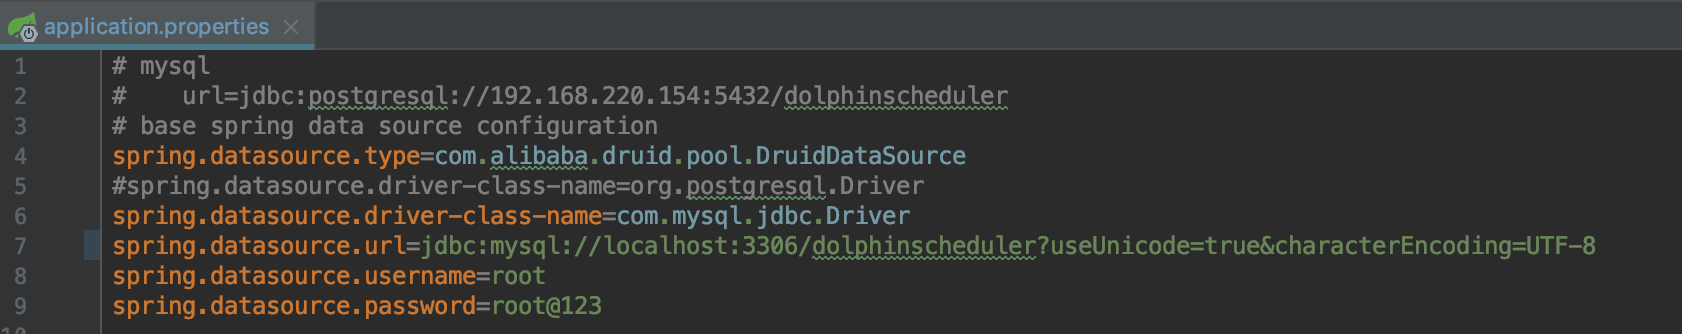 application.properties
1 # mysql
2 #    url=jdbc:postgresql://192.168.220.154:5432/dolphinscheduler
3 # base spring data source configuration
4 spring.datasource.type=com.alibaba.druid.pool.DruidDataSource
5 #spring.datasource.driver-class-name=org.postgresql.Driver
6 spring.datasource.driver-class-name=com.mysql.jdbc.Driver
7 spring.datasource.url=jdbc:mysql://localhost:3306/dolphinscheduler?useUnicode=true&characterEncoding=UTF-8
8 spring.datasource.username=root
9 spring.datasource.password=root@123
10